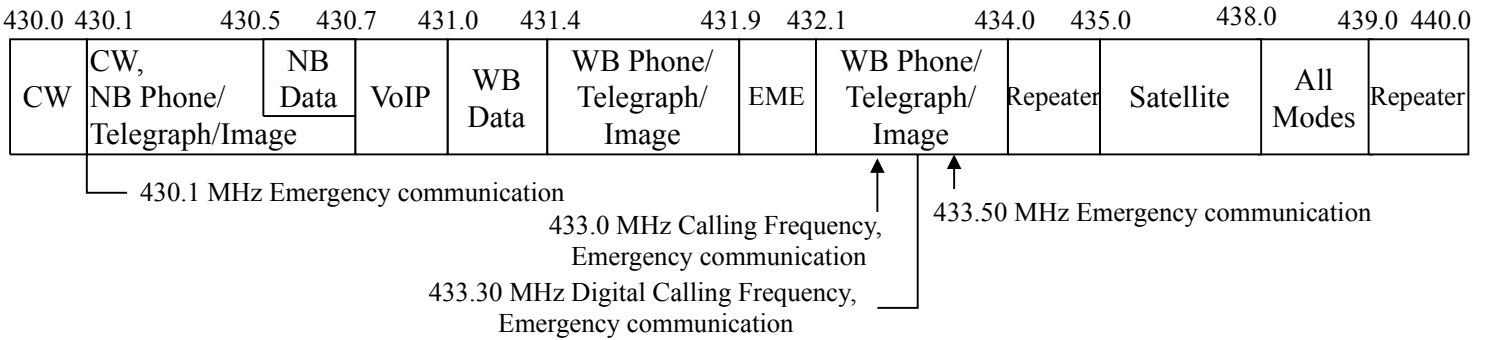 430.0 430.1 430.5 430.7 431.0 431.4 431.9 432.1 434.0 435.0 438.0 439.0 440.0
CW
CW,
NB Phone/
Telegraph/Image
NB
Data
VoIP
WB
Data
WB Phone/
Telegraph/
Image
EME
WB Phone/
Telegraph/
Image
Repeater
Satellite
All
Modes
Repeater
430.1 MHz Emergency communication
433.0 MHz Calling Frequency,
Emergency communication
433.50 MHz Emergency communication
433.30 MHz Digital Calling Frequency,
Emergency communication